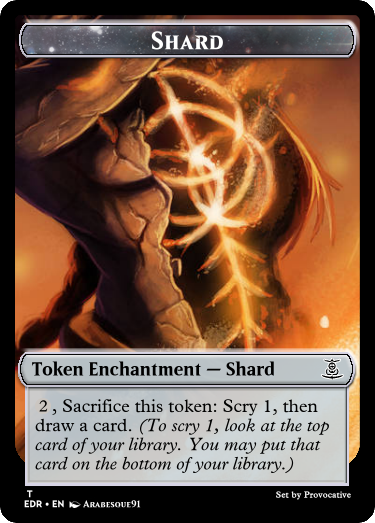 Shard
Token Enchantment — Shard
2, Sacrifice this token: Scry 1, then
draw a card. (To scry 1, look at the top
card of your library. You may put that
card on the bottom of your library.)
T
EDR • EN Arabesque91
Set by Provocative